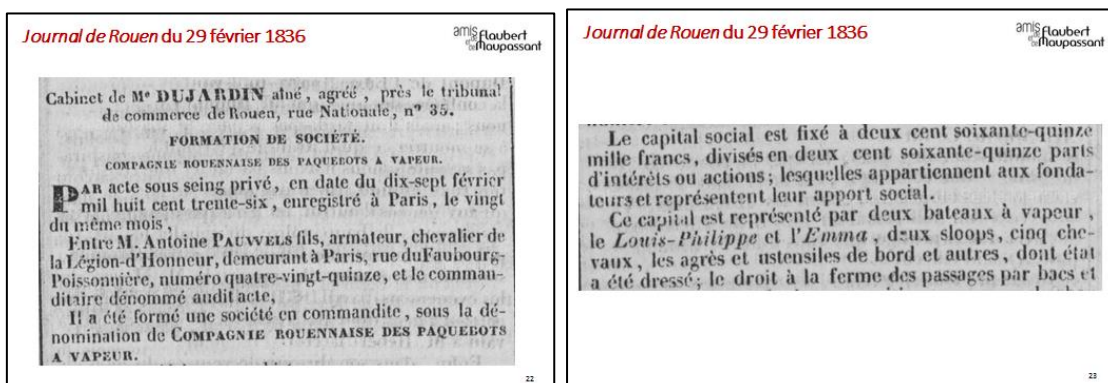 Journal de Rouen du 29 février 1836
amis
de
Flaubert
et de
Maupassant
Cabinet de Me DUJARDIN aîné, agréé, près le tribunal
de commerce de Rouen, rue Nationale, n° 35.
FORMATION DE SOCIÉTÉ.
COMPAGNIE ROUENNAISE DES PAQUEBOTS A VAPEUR.
PAR acte sous seing privé, en date du dix-sept février
mil huit cent trente-six, enregistré à Paris, le vingt
du même mois,
Entre M. Antoine PAUWELS fils, armateur, chevalier de
la Légion-d'Honneur, demeurant à Paris, rue du Faubourg-
Poissonnière, numéro quatre-vingt-quinze, et le comman-
ditaire dénommé audit acte,
Il a été formé une société en commandite, sous la dé-
nomination de COMPAGNIE ROUENNAISE DES PAQUEBOTS
A VAPEUR.
22
Journal de Rouen du 29 février 1836
amis
de
Flaubert
et de
Maupassant
Le capital social est fixé à deux cent soixante-quinze
mille francs, divisés en deux cent soixante-quinze parts
d'intérêts ou actions; lesquelles appartiennent aux fonda-
teurs et représentent leur apport social.
Ce capital est représenté par deux bateaux à vapeur,
le Louis-Philippe et l'Emma, deux sloops, cinq che-
vaux, les agrès et ustensiles de bord et autres, dont état
a été dressé; le droit à la ferme des passages par bacs et
23